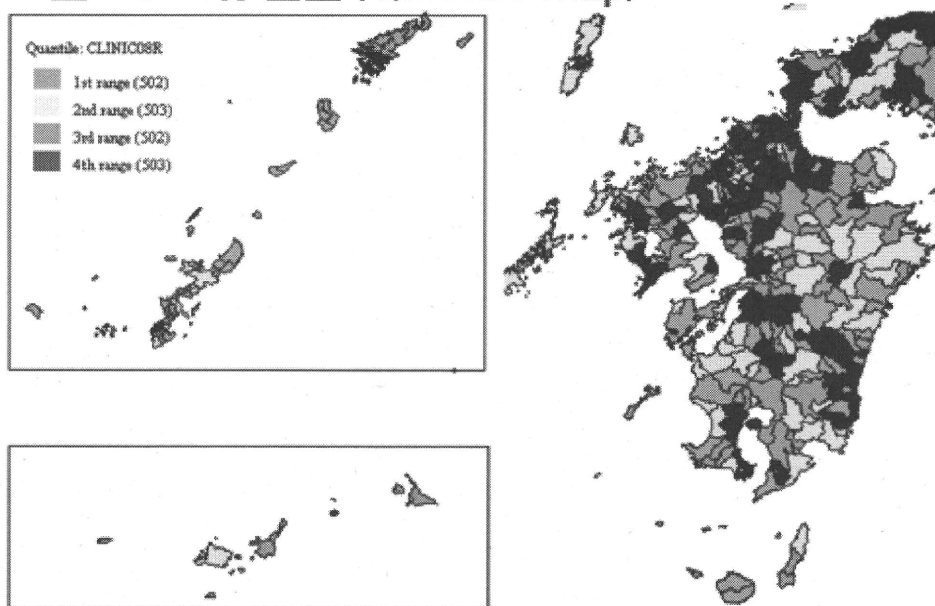 Quantile: CLINIC08R
1st range (502)
2nd range (503)
3rd range (502)
4th range (503)